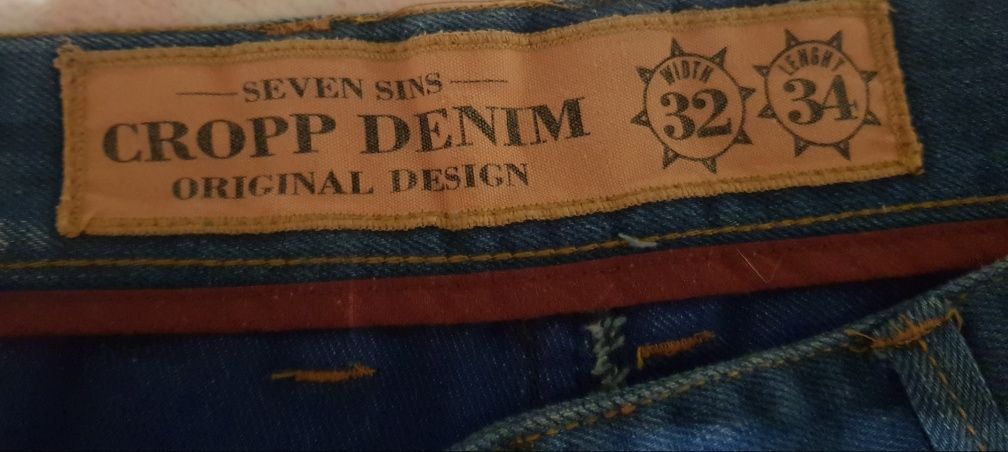 SEVEN SINS
CROPP DENIM
ORIGINAL DESIGN
WIDTH
32
LENGHT
34